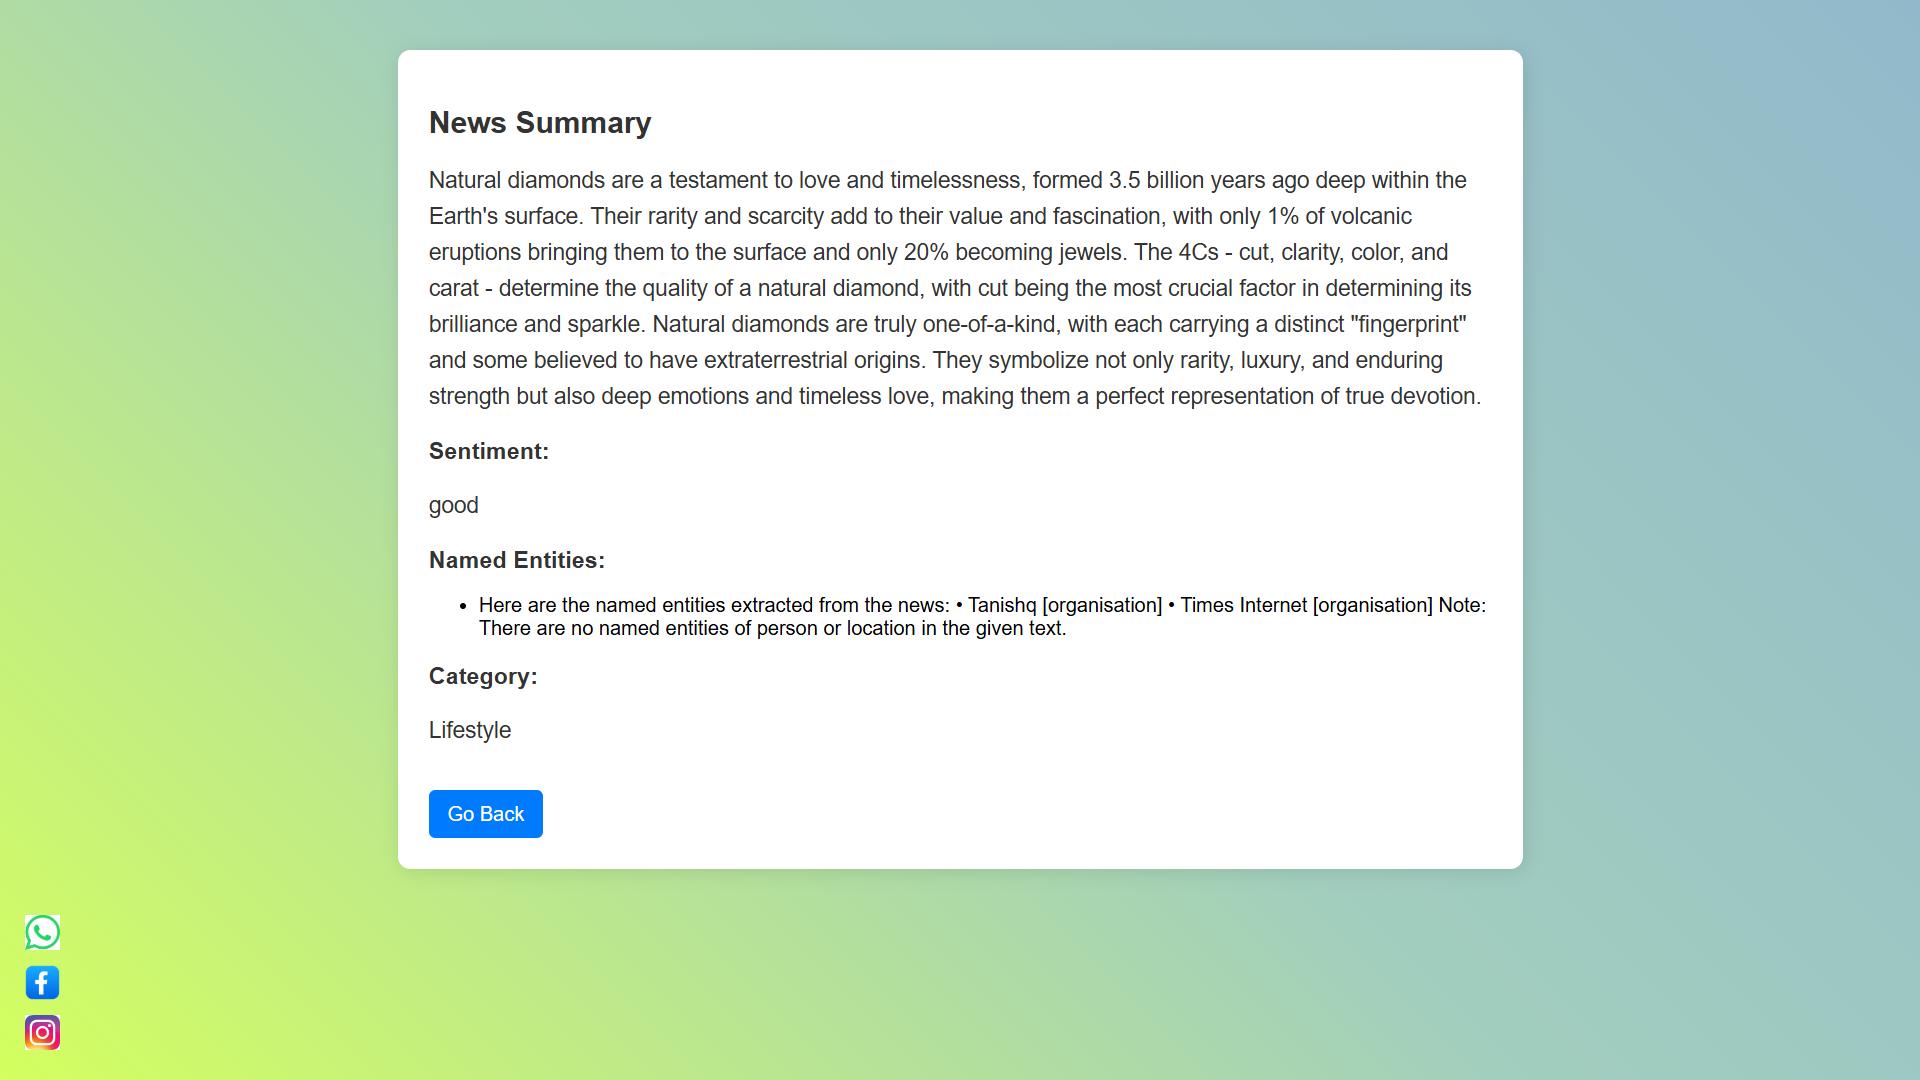 News Summary
Natural diamonds are a testament to love and timelessness, formed 3.5 billion years ago deep within the
Earth's surface. Their rarity and scarcity add to their value and fascination, with only 1% of volcanic
eruptions bringing them to the surface and only 20% becoming jewels. The 4Cs - cut, clarity, color, and
carat - determine the quality of a natural diamond, with cut being the most crucial factor in determining its
brilliance and sparkle. Natural diamonds are truly one-of-a-kind, with each carrying a distinct "fingerprint"
and some believed to have extraterrestrial origins. They symbolize not only rarity, luxury, and enduring
strength but also deep emotions and timeless love, making them a perfect representation of true devotion.
Sentiment:
good
Named Entities:
• Here are the named entities extracted from the news: • Tanishq [organisation] • Times Internet [organisation] Note:
There are no named entities of person or location in the given text.
Category:
Lifestyle
Go Back